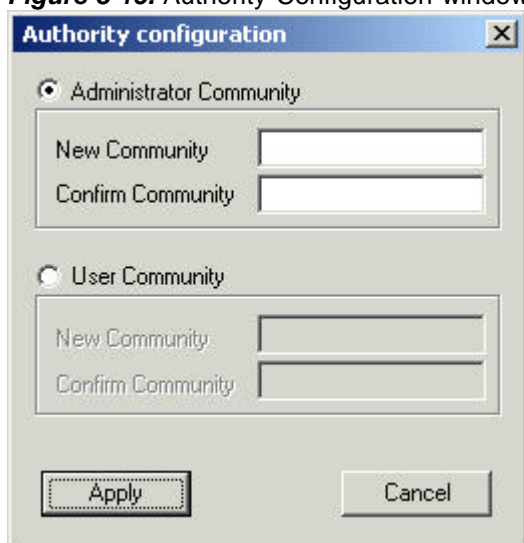 Authority Configuration window
Authority configuration
Administrator Community
New Community
Confirm Community
User Community
New Community
Confirm Community
Apply
Cancel